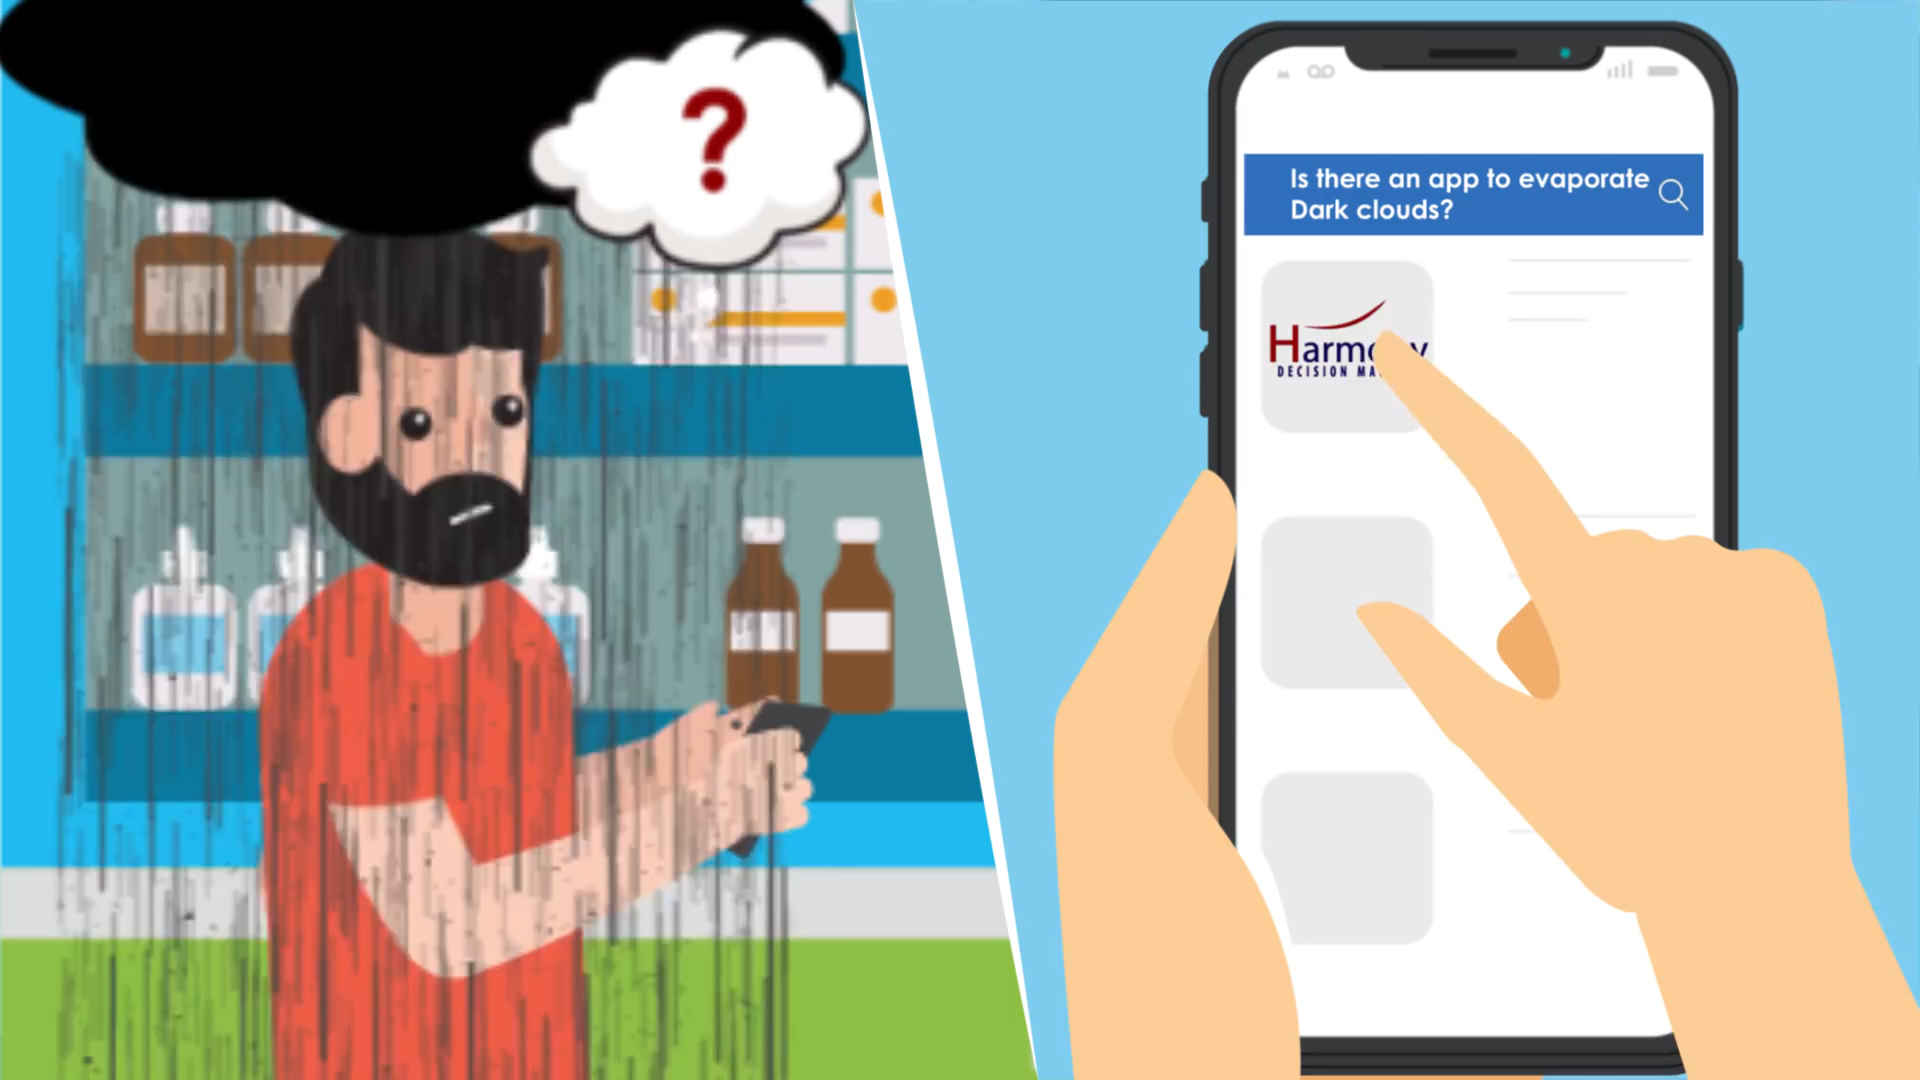 ?
Is there an app to evaporate
Dark clouds?
DECISION